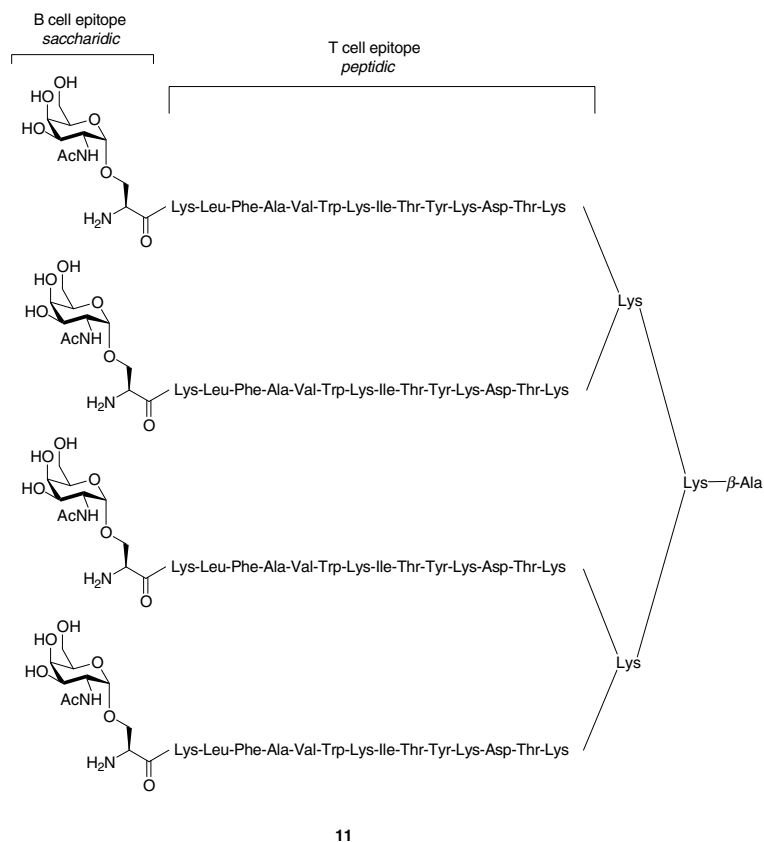 B cell epitope
saccharidic
T cell epitope
peptidic
OH
HO
O
HO
AcNH
O
H2N
O
Lys-Leu-Phe-Ala-Val-Trp-Lys-Ile-Thr-Tyr-Lys-Asp-Thr-Lys
OH
HO
O
HO
AcNH
O
H2N
O
Lys-Leu-Phe-Ala-Val-Trp-Lys-Ile-Thr-Tyr-Lys-Asp-Thr-Lys
Lys
Lys—β-Ala
OH
HO
O
HO
AcNH
O
H2N
O
Lys-Leu-Phe-Ala-Val-Trp-Lys-Ile-Thr-Tyr-Lys-Asp-Thr-Lys
OH
HO
O
HO
AcNH
O
H2N
O
Lys-Leu-Phe-Ala-Val-Trp-Lys-Ile-Thr-Tyr-Lys-Asp-Thr-Lys
Lys
11